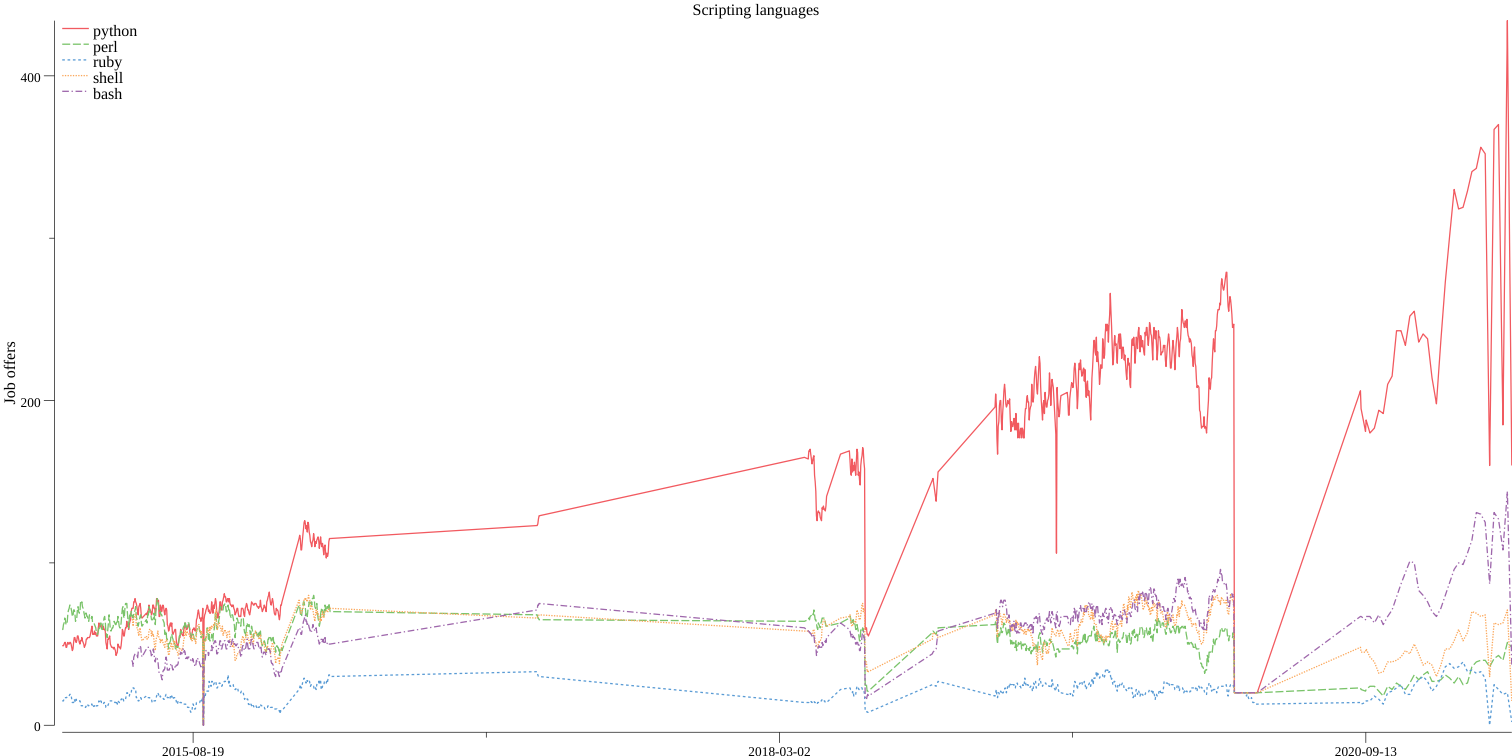 Scripting languages
python
perl
ruby
shell
bash
400
200
0
Job offers
2015-08-19
2018-03-02
2020-09-13